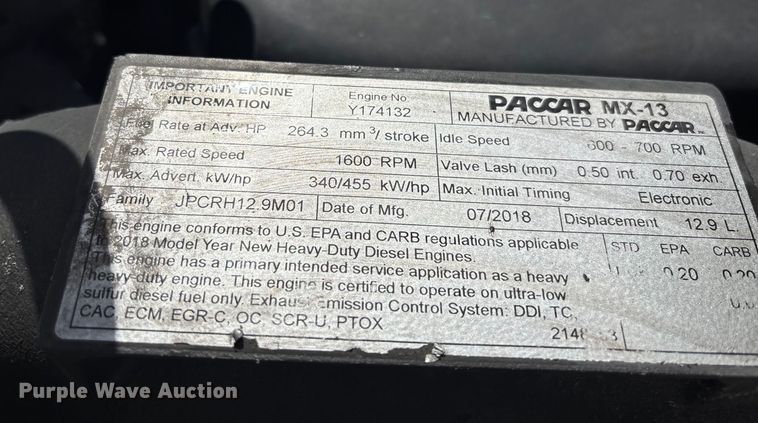 IMPORTANT ENGINE INFORMATION
Engine No.
Y174132
PACCAR MX-13
MANUFACTURED BY PACCAR
Fuel Rate at Adv. HP 264.3 mm³/stroke
Idle Speed 600 - 700 RPM
Max. Rated Speed 1600 RPM
Valve Lash (mm) 0.50 int. 0.70 exh.
Max. Advert. kW/hp 340/455 kW/hp
Max. Initial Timing Electronic
Family JPCRH12.9M01
Date of Mfg. 07/2018
Displacement 12.9 L.
This engine conforms to U.S. EPA and CARB regulations applicable
to 2018 Model Year New Heavy-Duty Diesel Engines.
This engine has a primary intended service application as a heavy
heavy-duty engine. This engine is certified to operate on ultra-low
sulfur diesel fuel only. Exhaust Emission Control System: DDI, TC,
CAC, ECM, EGR-C, OC, SCR-U, PTOX
STD EPA CARB
0.20 0.20
Purple Wave Auction